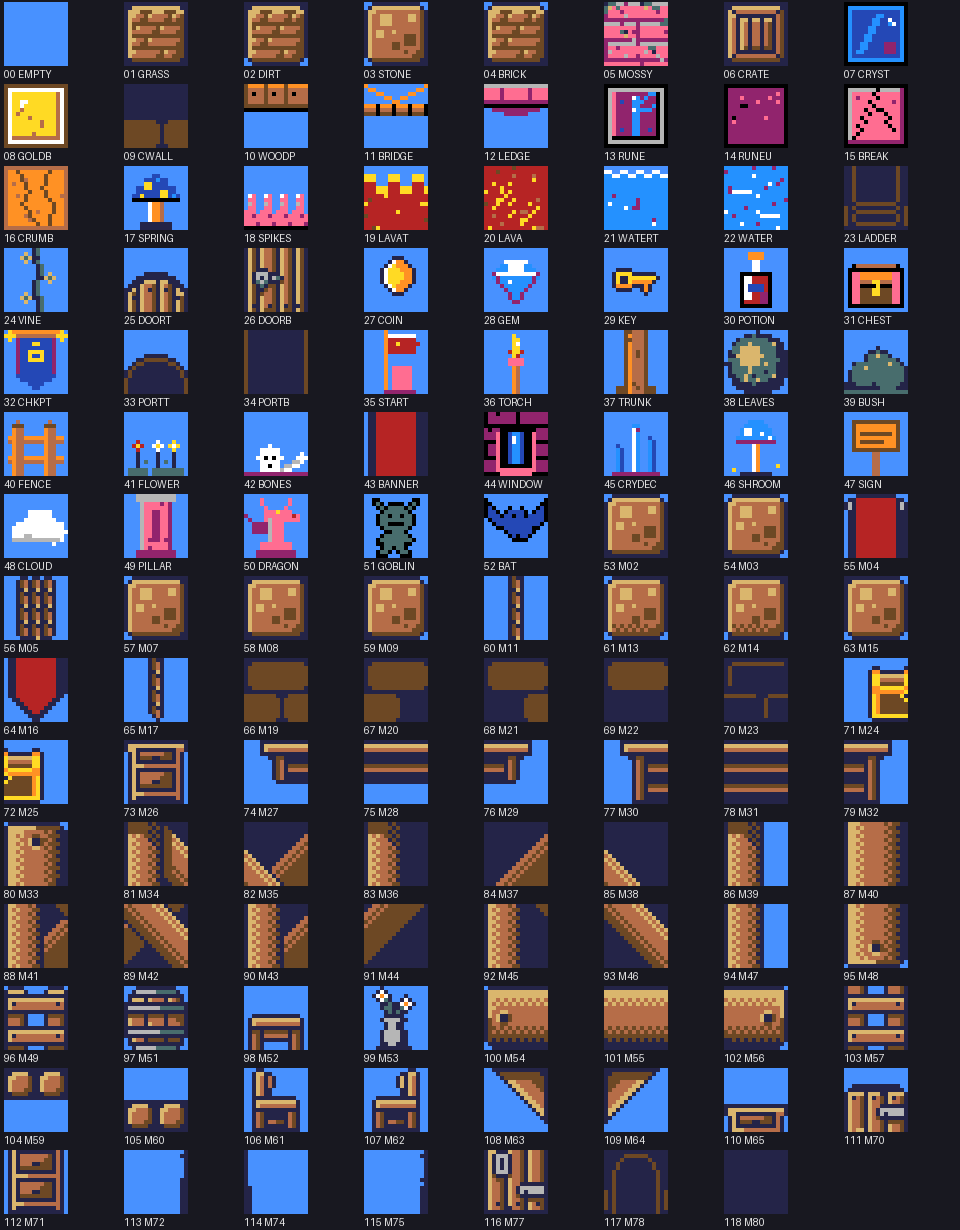 00 EMPTY 01 GRASS 02 DIRT 03 STONE 04 BRICK 05 MOSSY 06 CRATE 07 CRYST
08 GOLDB 09 CWALL 10 WOODP 11 BRIDGE 12 LEDGE 13 RUNE 14 RUNEU 15 BREAK
16 CRUMB 17 SPRING 18 SPIKES 19 LAVAT 20 LAVA 21 WATERT 22 WATER 23 LADDER
24 VINE 25 DOORT 26 DOORB 27 COIN 28 GEM 29 KEY 30 POTION 31 CHEST
32 CHKPT 33 PORTT 34 PORTB 35 START 36 TORCH 37 TRUNK 38 LEAVES 39 BUSH
40 FENCE 41 FLOWER 42 BONES 43 BANNER 44 WINDOW 45 CRYDEC 46 SHROOM 47 SIGN
48 CLOUD 49 PILLAR 50 DRAGON 51 GOBLIN 52 BAT 53 M02 54 M03 55 M04
56 M05 57 M07 58 M08 59 M09 60 M11 61 M13 62 M14 63 M15
64 M16 65 M17 66 M19 67 M20 68 M21 69 M22 70 M23 71 M24
72 M25 73 M26 74 M27 75 M28 76 M29 77 M30 78 M31 79 M32
80 M33 81 M34 82 M35 83 M36 84 M37 85 M38 86 M39 87 M40
88 M41 89 M42 90 M43 91 M44 92 M45 93 M46 94 M47 95 M48
96 M49 97 M51 98 M52 99 M53 100 M54 101 M55 102 M56 103 M57
104 M59 105 M60 106 M61 107 M62 108 M63 109 M64 110 M65 111 M70
112 M71 113 M72 114 M74 115 M75 116 M77 117 M78 118 M80